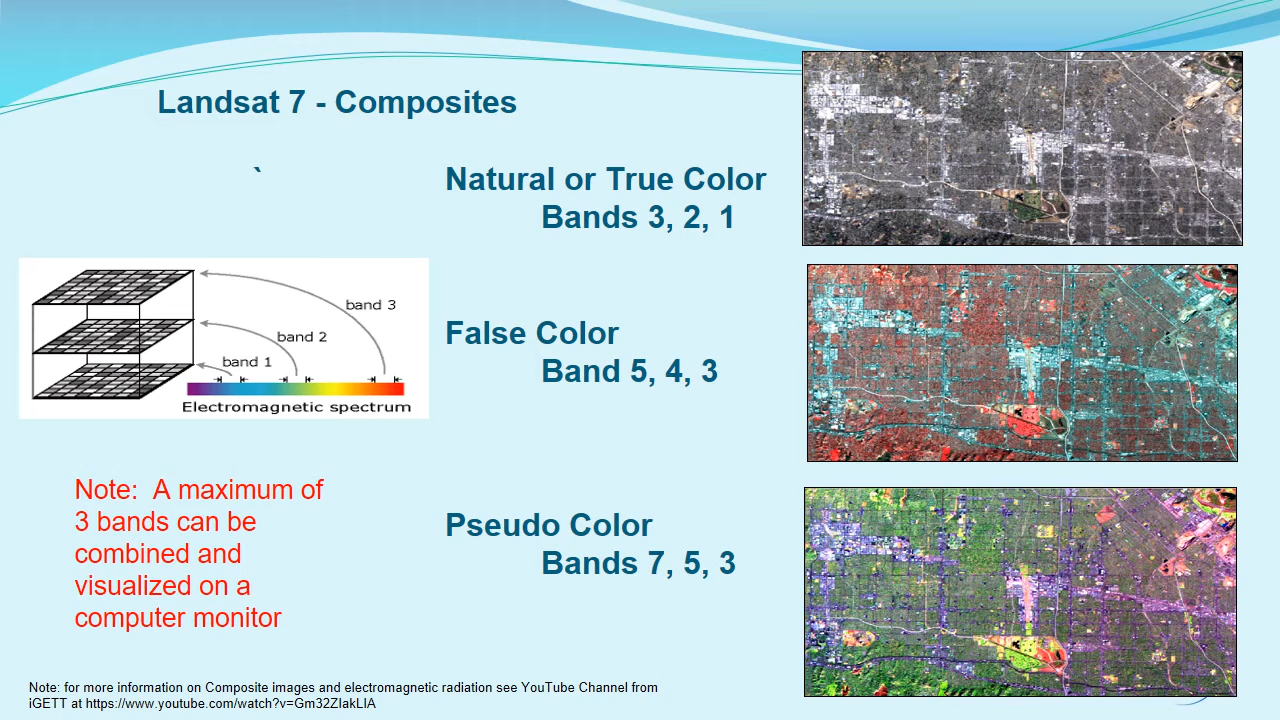 Landsat 7 - Composites
`
Natural or True Color
Bands 3, 2, 1
band 3
band 2
band 1
Electromagnetic spectrum
False Color
Band 5, 4, 3
Note: A maximum of
3 bands can be
combined and
visualized on a
computer monitor
Pseudo Color
Bands 7, 5, 3
Note: for more information on Composite images and electromagnetic radiation see YouTube Channel from
iGETT at https://www.youtube.com/watch?v=Gm32ZIakLIA